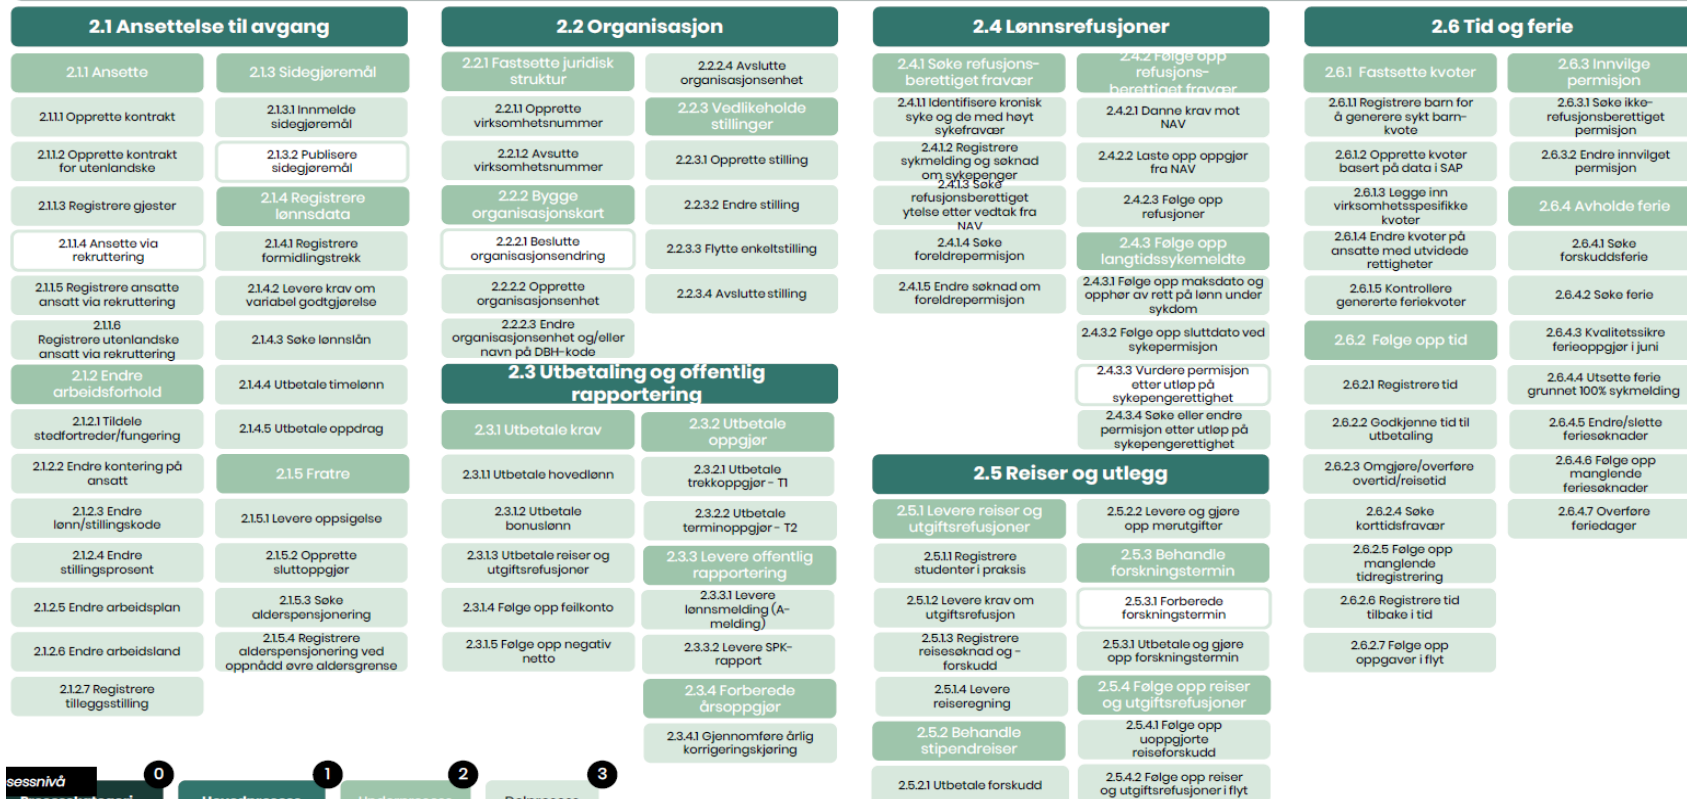 2.1 Ansettelse til avgang
2.1.1 Ansette
2.1.1.1 Opprette kontrakt
2.1.1.2 Opprette kontrakt
for utenlandske
2.1.1.3 Registrere gjester
2.1.1.4 Ansette via
rekruttering
2.1.1.5 Registrere ansatte
ansatt via rekruttering
2.1.1.6
Registrere utenlandske
ansatt via rekruttering
2.1.2 Endre
arbeidsforhold
2.1.2.1 Tildele
stedfortreder/fungering
2.1.2.2 Endre kontering på
ansatt
2.1.2.3 Endre
lønn/stillingskode
2.1.2.4 Endre
stillingsprosent
2.1.2.5 Endre arbeidsplan
2.1.2.6 Endre arbeidsland
2.1.2.7 Registrere
tilleggsstilling
2.1.3 Sidegjøremål
2.1.3.1 Innmelde
sidegjøremål
2.1.3.2 Publisere
sidegjøremål
2.1.4 Registrere
lønnsdata
2.1.4.1 Registrere
formidlingstrekk
2.1.4.2 Levere krav om
variabel godtgjørelse
2.1.4.3 Søke lønnslån
2.1.4.4 Utbetale timelønn
2.1.4.5 Utbetale oppdrag
2.1.5 Fratre
2.1.5.1 Levere oppsigelse
2.1.5.2 Opprette
sluttoppgjør
2.1.5.3 Søke
alderspensjonering
2.1.5.4 Registrere
alderspensjonering ved
oppnådd øvre aldersgrense
2.2 Organisasjon
2.2.1 Fastsette juridisk
struktur
2.2.1.1 Opprette
virksomhetsnummer
2.2.1.2 Avsutte
virksomhetsnummer
2.2.2 Bygge
organisasjonskart
2.2.2.1 Beslutte
organisasjonsendring
2.2.2.2 Opprette
organisasjonsenhet
2.2.2.3 Endre
organisasjonsenhet og/eller
navn på DBH-kode
2.2.2.4 Avslutte
organisasjonsenhet
2.2.3 Vedlikeholde
stillinger
2.2.3.1 Opprette stilling
2.2.3.2 Endre stilling
2.2.3.3 Flytte enkeltstilling
2.2.3.4 Avslutte stilling
2.3 Utbetaling og offentlig
rapportering
2.3.1 Utbetale krav
2.3.1.1 Utbetale hovedlønn
2.3.1.2 Utbetale
bonuslønn
2.3.1.3 Utbetale reiser og
utgiftsrefusjoner
2.3.1.4 Følge opp feilkonto
2.3.1.5 Følge opp negativ
netto
2.3.2 Utbetale
oppgjør
2.3.2.1 Utbetale
trekkoppgjør - T1
2.3.2.2 Utbetale
terminoppgjør - T2
2.3.3 Levere offentlig
rapportering
2.3.3.1 Levere
lønnsmelding (A-
melding)
2.3.3.2 Levere SPK-
rapport
2.3.4 Forberede
årsoppgjør
2.3.4.1 Gjennomføre årlig
korrigeringskjøring
2.4 Lønnsrefusjoner
2.4.1 Søke refusjons-
berettiget fravær
2.4.1.1 Identifisere kronisk
syke og de med høyt
sykefravær
2.4.1.2 Registrere
sykmelding og søknad
om sykepenger
2.4.1.3 Søke
refusjonsberettiget
ytelse etter vedtak fra
NAV
2.4.1.4 Søke
foreldrepermisjon
2.4.1.5 Endre søknad om
foreldrepermisjon
2.4.2 Følge opp
refusjons-
berettiget fravær
2.4.2.1 Danne krav mot
NAV
2.4.2.2 Laste opp oppgjør
fra NAV
2.4.2.3 Følge opp
refusjoner
2.4.3 Følge opp
langtidssykemeldte
2.4.3.1 Følge opp maksdato og
opphør av rett på lønn under
sykdom
2.4.3.2 Følge opp sluttdato ved
sykepermisjon
2.4.3.3 Vurdere permisjon
etter utløp på
sykepengerettighet
2.4.3.4 Søke eller endre
permisjon etter utløp på
sykepengerettighet
2.5 Reiser og utlegg
2.5.1 Levere reiser og
utgiftsrefusjoner
2.5.1.1 Registrere
studenter i praksis
2.5.1.2 Levere krav om
utgiftsrefusjon
2.5.1.3 Registrere
reisesøknad og -
forskudd
2.5.1.4 Levere
reiseregning
2.5.2 Behandle
stipendreiser
2.5.2.1 Utbetale forskudd
2.5.2.2 Levere og gjøre
opp merutgifter
2.5.3 Behandle
forskningstermin
2.5.3.1 Forberede
forskningstermin
2.5.3.1 Utbetale og gjøre
opp forskningstermin
2.5.4 Følge opp reiser
og utgiftsrefusjoner
2.5.4.1 Følge opp
uoppgjorte
reiseforskudd
2.5.4.2 Følge opp reiser
og utgiftsrefusjoner i flyt
2.6 Tid og ferie
2.6.1 Fastsette kvoter
2.6.1.1 Registrere barn for
å generere sykt barn-
kvote
2.6.1.2 Opprette kvoter
basert på data i SAP
2.6.1.3 Legge inn
virksomhetsspesifikke
kvoter
2.6.1.4 Endre kvoter på
ansatte med utvidede
rettigheter
2.6.1.5 Kontrollere
genererte feriekvoter
2.6.2 Følge opp tid
2.6.2.1 Registrere tid
2.6.2.2 Godkjenne tid til
utbetaling
2.6.2.3 Omgjøre/overføre
overtid/reisetid
2.6.2.4 Søke
korttidsfravær
2.6.2.5 Følge opp
manglende
tidregistrering
2.6.2.6 Registrere tid
tilbake i tid
2.6.2.7 Følge opp
oppgaver i flyt
2.6.3 Innvilge
permisjon
2.6.3.1 Søke ikke-
refusjonsberettiget
permisjon
2.6.3.2 Endre innvilget
permisjon
2.6.4 Avholde ferie
2.6.4.1 Søke
forskuddsferie
2.6.4.2 Søke ferie
2.6.4.3 Kvalitetssikre
ferieoppgjør i juni
2.6.4.4 Utsette ferie
grunnet 100% sykmelding
2.6.4.5 Endre/slette
feriesøknader
2.6.4.6 Følge opp
manglende
feriesøknader
2.6.4.7 Overføre
feriedager
sessnivå
0
1
2
3